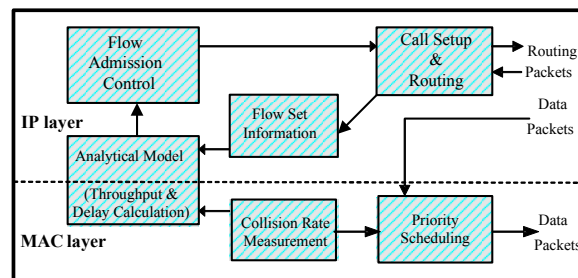 Flow
Admission
Control
Call Setup
&
Routing
Routing
Packets
Flow Set
Information
Data
Packets
IP layer
Analytical Model
(Throughput &
Delay Calculation)
MAC layer
Collision Rate
Measurement
Priority
Scheduling
Data
Packets